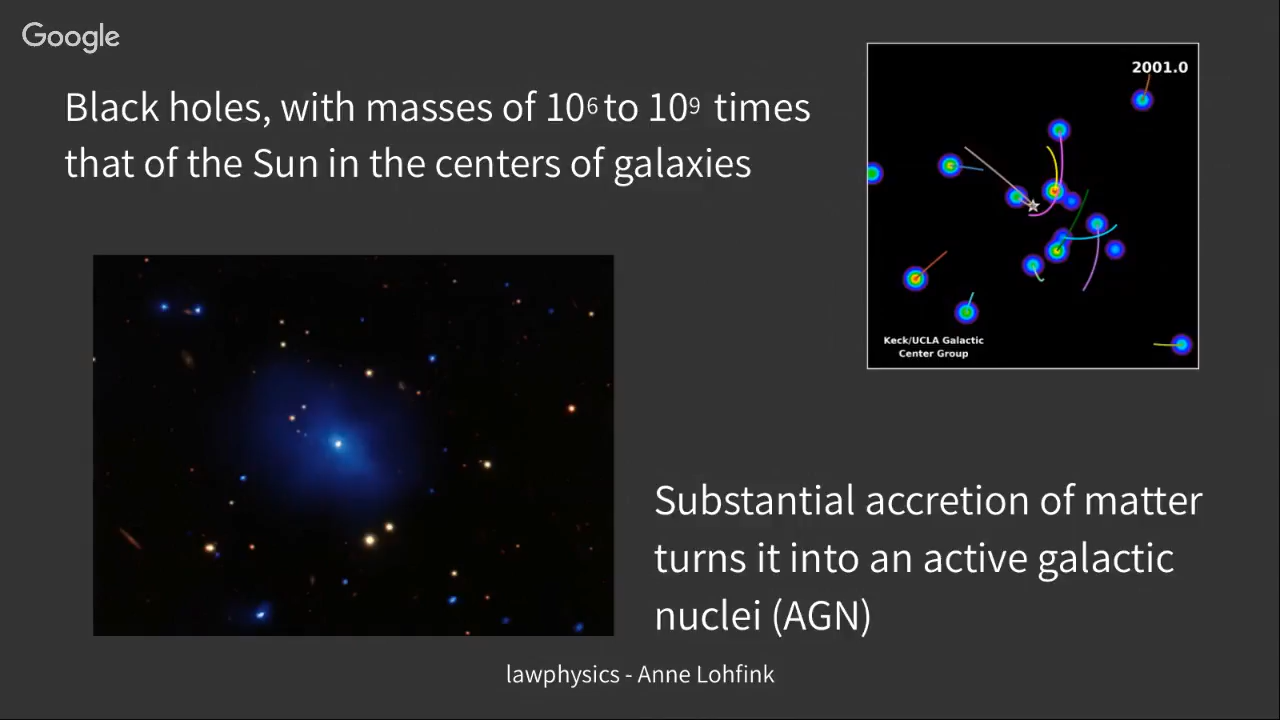 Google
Black holes, with masses of 10⁶ to 10⁹ times
that of the Sun in the centers of galaxies
2001.0
Keck/UCLA Galactic
Center Group
Substantial accretion of matter
turns it into an active galactic
nuclei (AGN)
lawphysics - Anne Lohfink